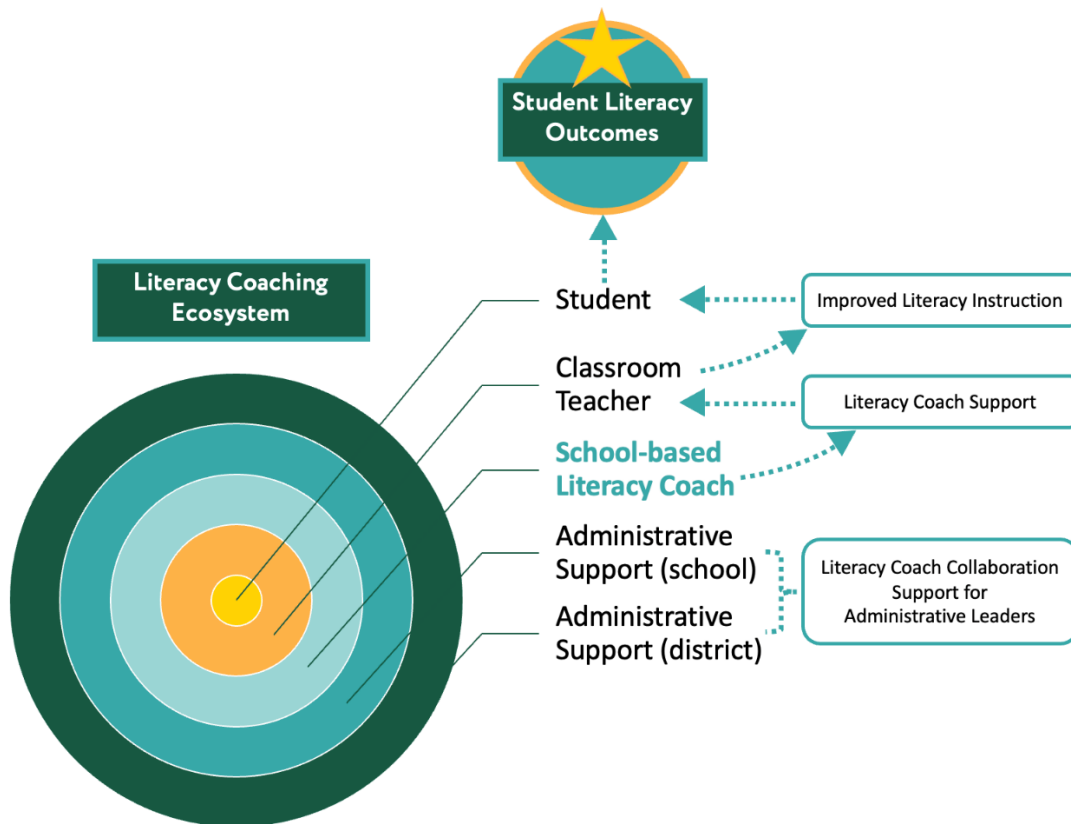 Student Literacy
Outcomes
Literacy Coaching
Ecosystem
Student
Improved Literacy Instruction
Classroom
Teacher
Literacy Coach Support
School-based
Literacy Coach
Administrative
Support (school)
Administrative
Support (district)
Literacy Coach Collaboration
Support for
Administrative Leaders